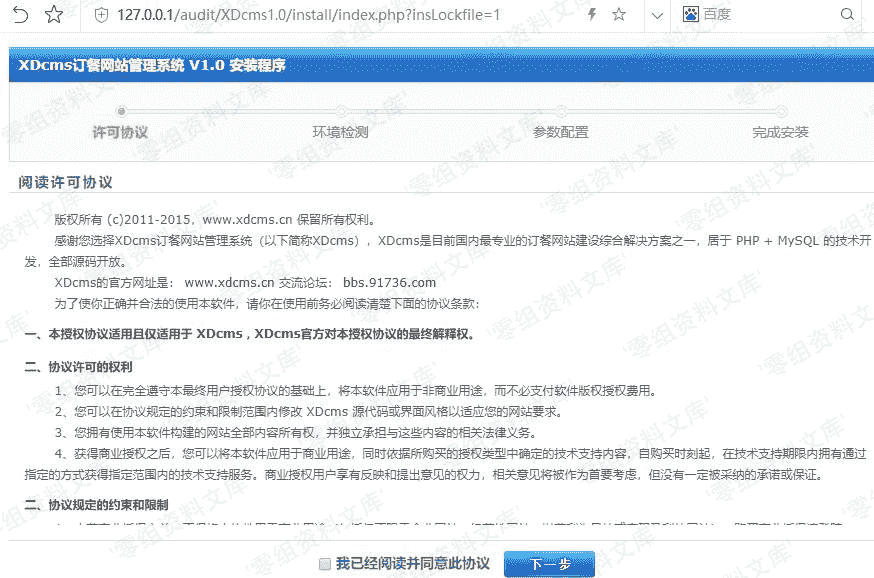 127.0.0.1/audit/XDcms1.0/install/index.php?insLockfile=1
百度
XDcms订餐网站管理系统 V1.0 安装程序
许可协议 环境检测 参数配置 完成安装
阅读许可协议
版权所有 (c)2011-2015，www.xdcms.cn 保留所有权利。
感谢您选择XDcms订餐网站管理系统（以下简称XDcms），XDcms是目前国内最专业的订餐网站建设综合解决方案之一，居于 PHP + MySQL 的技术开
发，全部源码开放。
XDcms的官方网址是： www.xdcms.cn 交流论坛： bbs.91736.com
为了使你正确并合法的使用本软件，请你在使用前务必阅读清楚下面的协议条款：
一、本授权协议适用且仅适用于 XDcms，XDcms官方对本授权协议的最终解释权。
二、协议许可的权利
1、您可以在完全遵守本最终用户授权协议的基础上，将本软件应用于非商业用途，而不必支付软件版权授权费用。
2、您可以在协议规定的约束和限制范围内修改 XDcms 源代码或界面风格以适应您的网站要求。
3、您拥有使用本软件构建的网站全部内容所有权，并独立承担与这些内容的相关法律义务。
4、获得商业授权之后，您可以将本软件应用于商业用途，同时依据所购买的授权类型中确定的技术支持内容，自购买时刻起，在技术支持期限内拥有通过
指定的方式获得指定范围内的技术支持服务。商业授权用户享有反映和提出意见的权力，相关意见将被作为首要考虑，但没有一定被采纳的承诺或保证。
二、协议规定的约束和限制
我已经阅读并同意此协议 下一步
零组资料文库